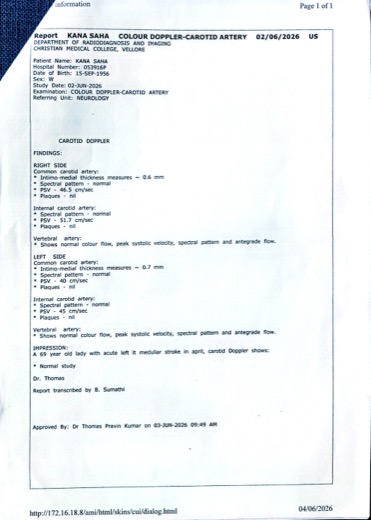 information
Page 1 of 1
Report KANA SAHA COLOUR DOPPLER-CAROTID ARTERY 02/06/2026 US
DEPARTMENT OF RADIODIAGNOSIS AND IMAGING
CHRISTIAN MEDICAL COLLEGE, VELLORE
Patient Name: KANA SAHA
Hospital Number: 053916P
Date of Birth: 15-SEP-1956
Sex: W
Study Date: 02-JUN-2026
Examination: COLOUR DOPPLER-CAROTID ARTERY
Referring Unit: NEUROLOGY
CAROTID DOPPLER
FINDINGS:
RIGHT SIDE
Common carotid artery:
* Intimo-medial thickness measures ~ 0.6 mm
* Spectral pattern - normal
* PSV - 46.5 cm/sec
* Plaques - nil
Internal carotid artery:
* Spectral pattern - normal
* PSV - 51.7 cm/sec
* Plaques - nil
Vertebral artery:
* Shows normal colour flow, peak systolic velocity, spectral pattern and antegrade flow.
LEFT SIDE
Common carotid artery:
* Intimo-medial thickness measures ~ 0.7 mm
* Spectral pattern - normal
* PSV - 40 cm/sec
* Plaques - nil
Internal carotid artery:
* Spectral pattern - normal
* PSV - 45 cm/sec
* Plaques - nil
Vertebral artery:
* Shows normal colour flow, peak systolic velocity, spectral pattern and antegrade flow.
IMPRESSION:
A 69 year old lady with acute left it medullar stroke in april, carotid Doppler shows:
* Normal study
Dr. Thomas
Report transcribed by B. Sumathi
Approved By: Dr Thomas Pravin Kumar on 03-JUN-2026 09:49 AM
http://172.16.18.8/ami/html/skins/cui/dialog.html
04/06/2026